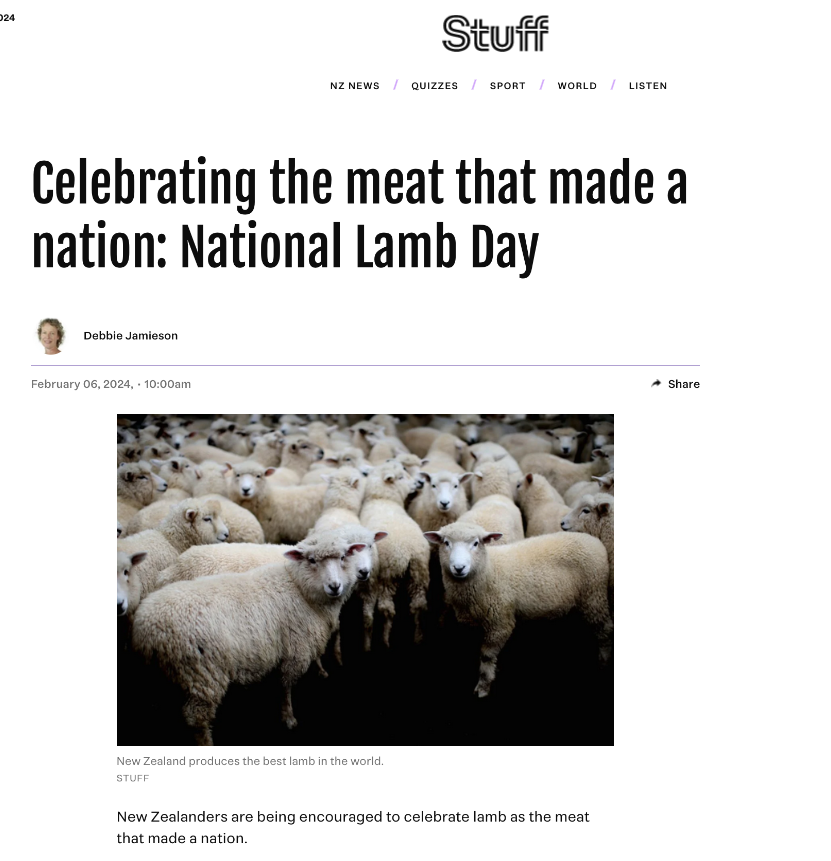 024
Stuff
NZ NEWS / QUIZZES / SPORT / WORLD / LISTEN
Celebrating the meat that made a
nation: National Lamb Day
Debbie Jamieson
February 06, 2024, • 10:00am
Share
New Zealand produces the best lamb in the world.
STUFF
New Zealanders are being encouraged to celebrate lamb as the meat
that made a nation.